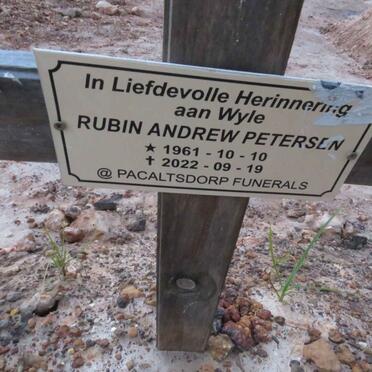 In Liefdevolle Herinnering
aan Wyle
RUBIN ANDREW PETERSEN
★ 1961 - 10 - 10
✝ 2022 - 09 - 19
@ PACALTSDORP FUNERALS